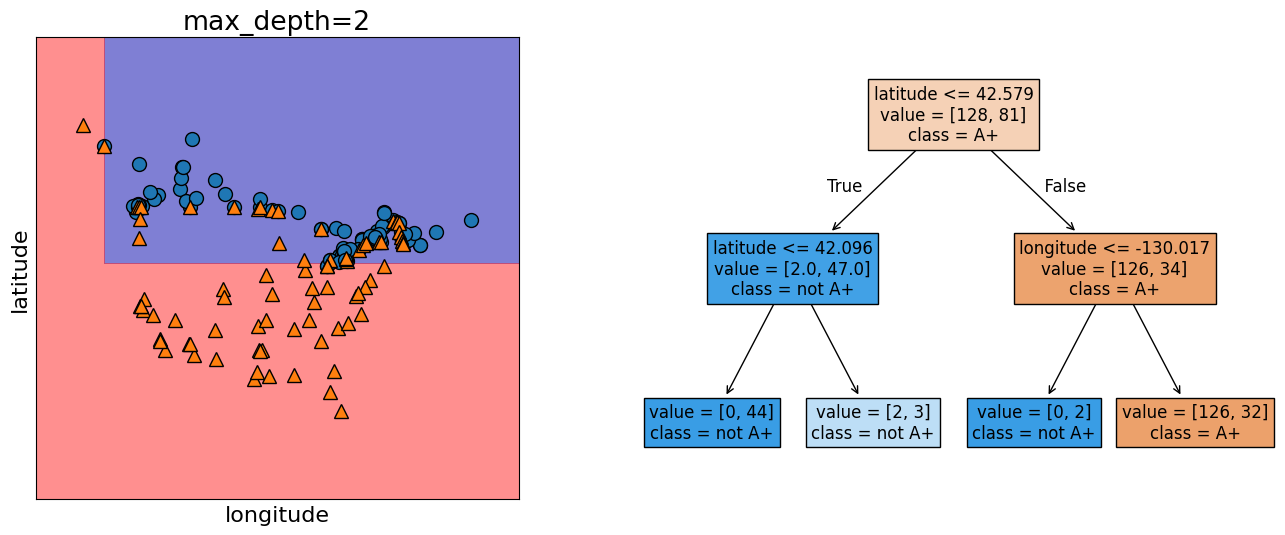 max_depth=2
latitude
longitude
latitude <= 42.579
value = [128, 81]
class = A+
True
False
latitude <= 42.096
value = [2.0, 47.0]
class = not A+
longitude <= -130.017
value = [126, 34]
class = A+
value = [0, 44]
class = not A+
value = [2, 3]
class = not A+
value = [0, 2]
class = not A+
value = [126, 32]
class = A+